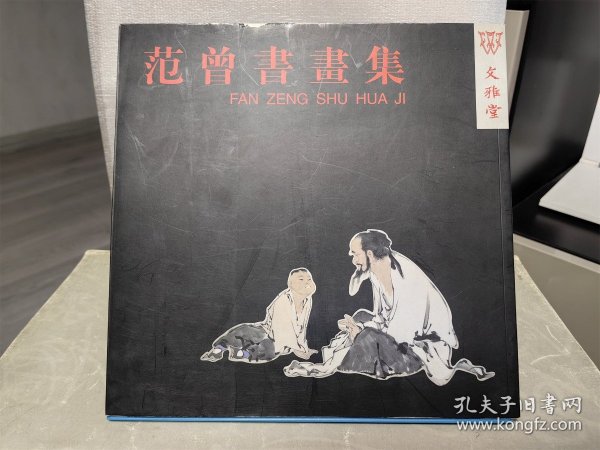 范曾書畫集
FAN ZENG SHU HUA JI
文雅堂
孔夫子旧书网
www.kongfz.com